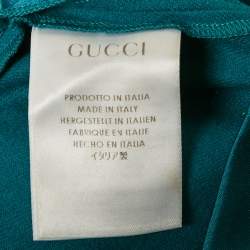 GUCCI
PRODOTTO IN ITALIA
MADE IN ITALY
HERGESTELLT IN ITALIEN
FABRIQUE EN ITALIE
HECHO EN ITALIA
イタリア製